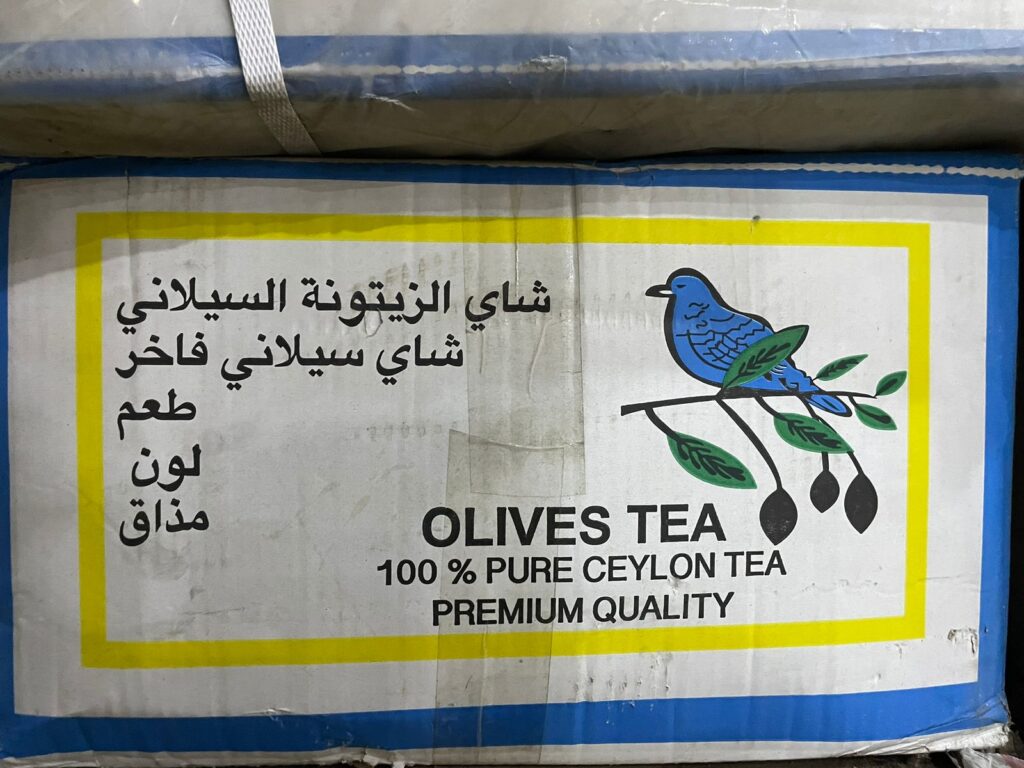 شاي الزيتونة السيلاني
شاي سيلاني فاخر
طعم
لون
مذاق
OLIVES TEA
100 % PURE CEYLON TEA
PREMIUM QUALITY